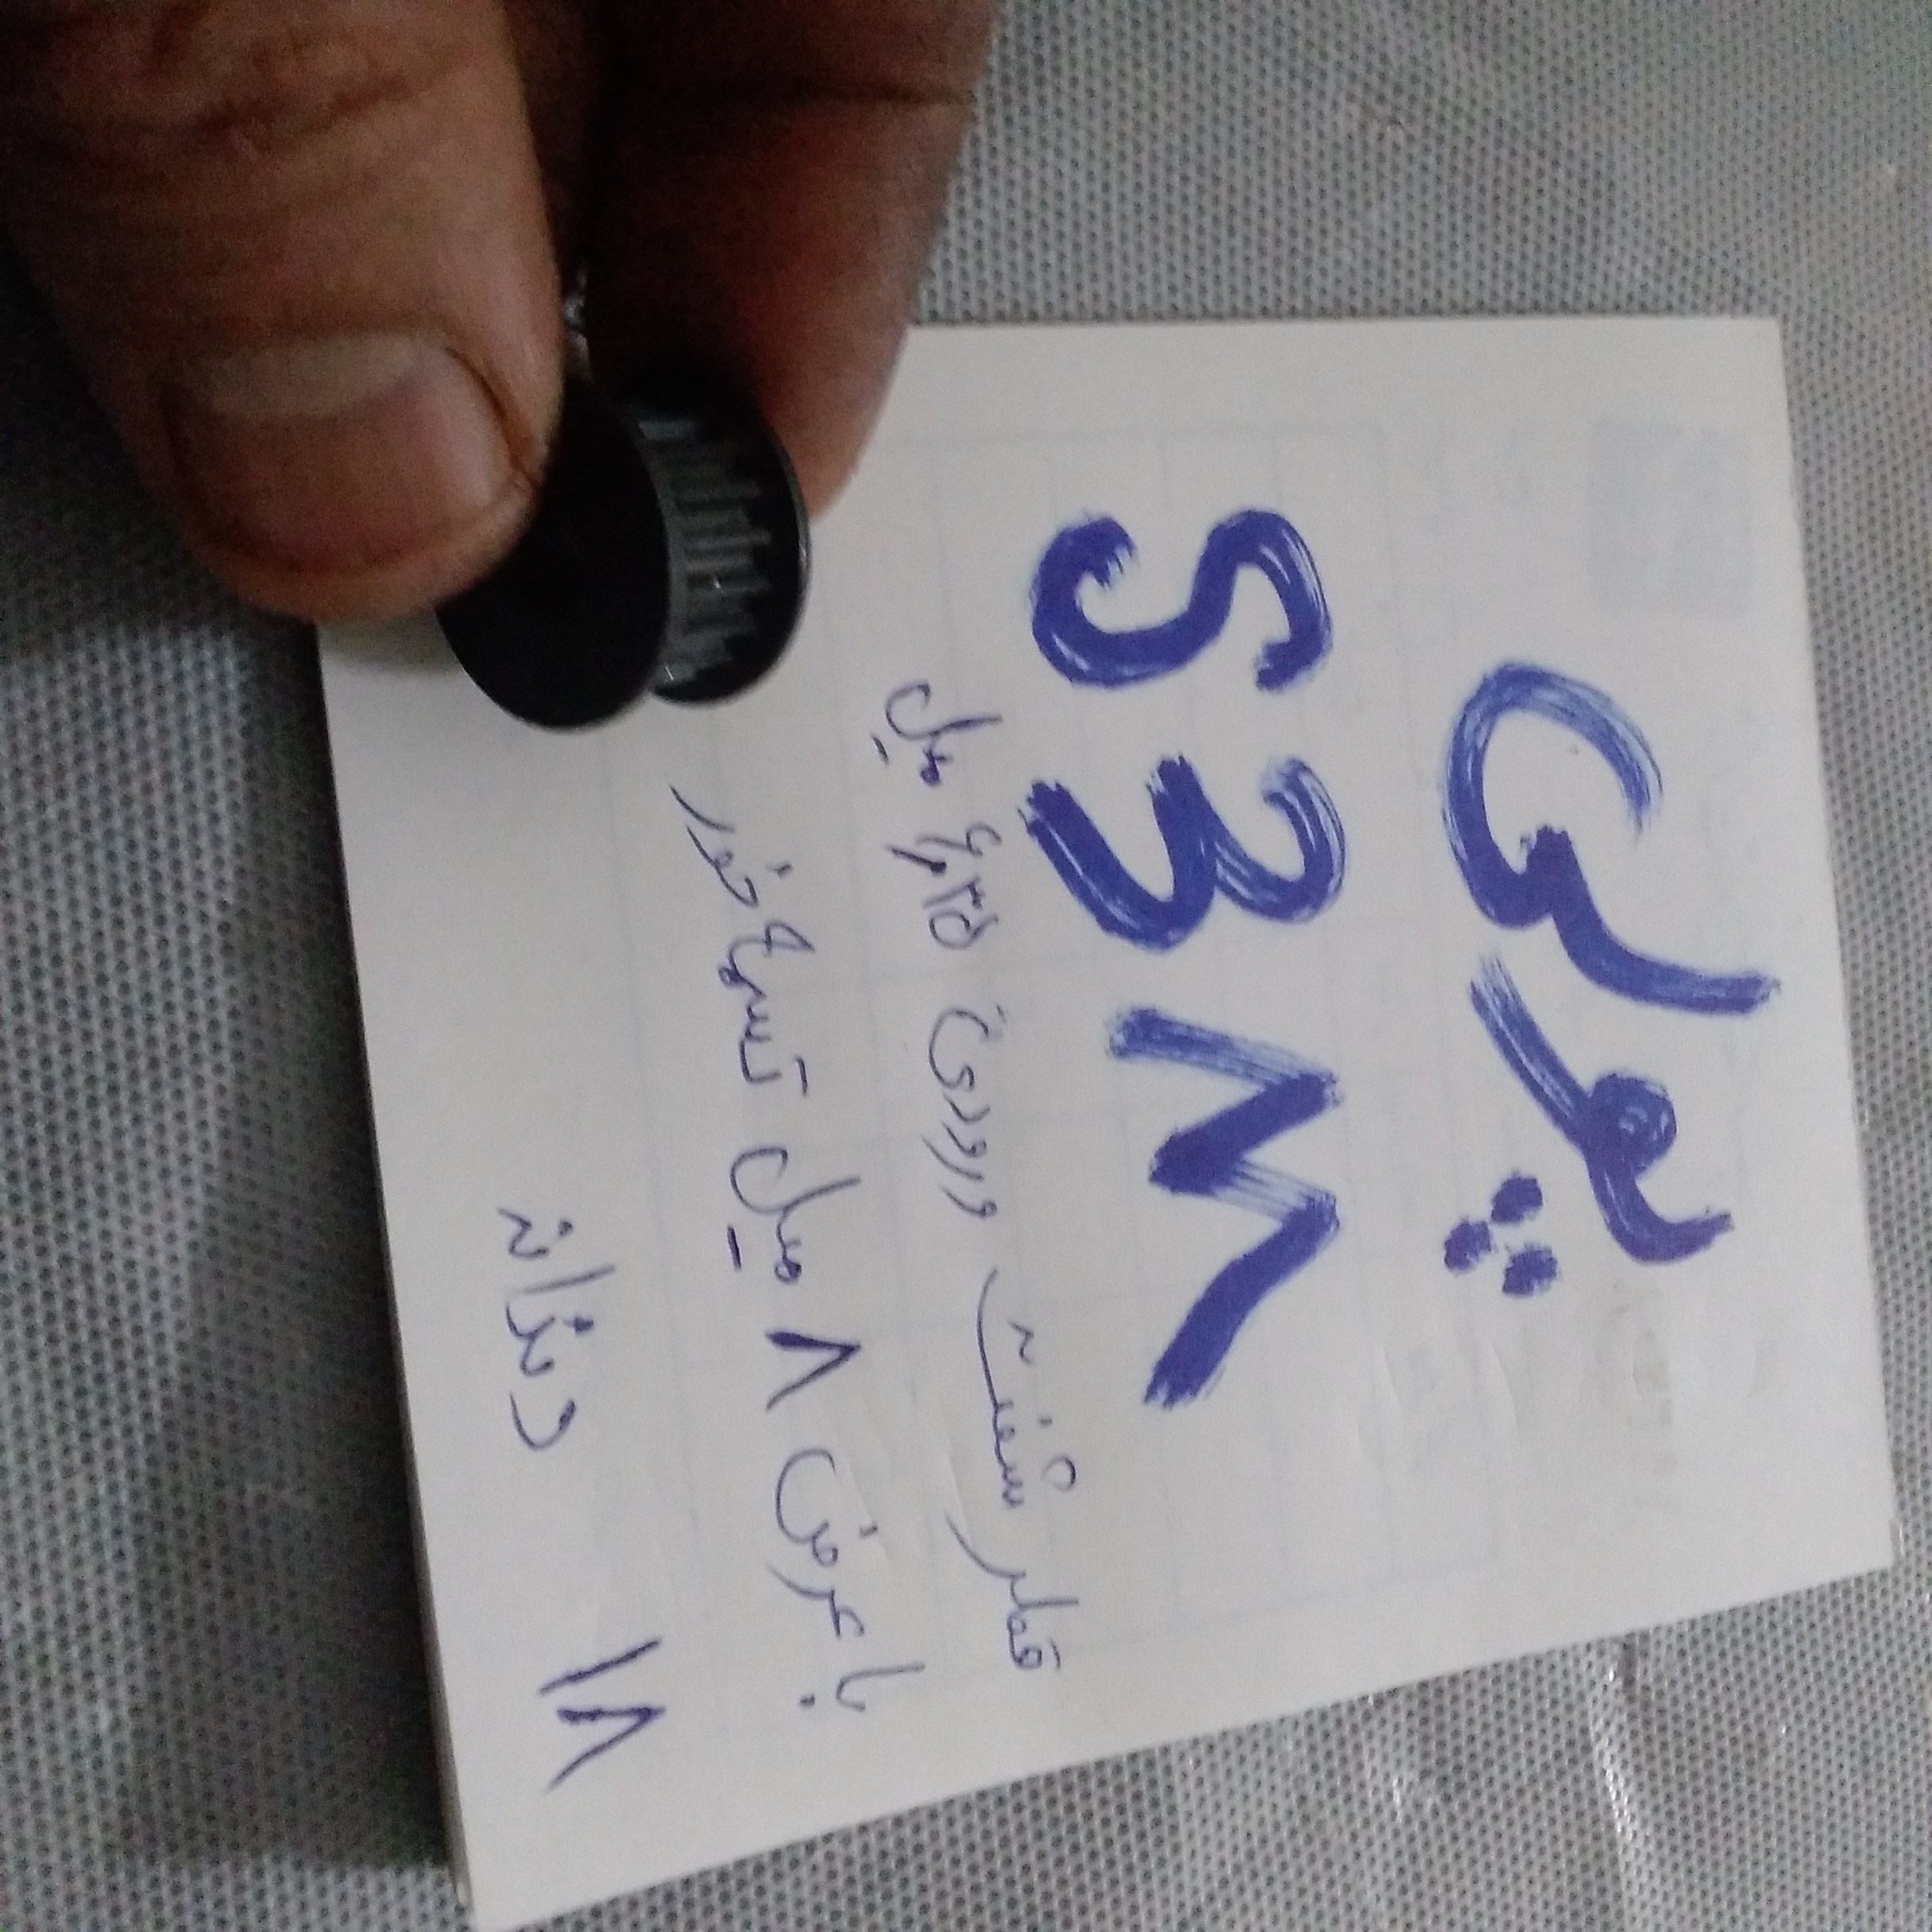 پولی
S3M
قطر شفت ورودی ۶٫۳۵ میل
با عرض ۸ میل تسمه خور
۱۸ دندانه